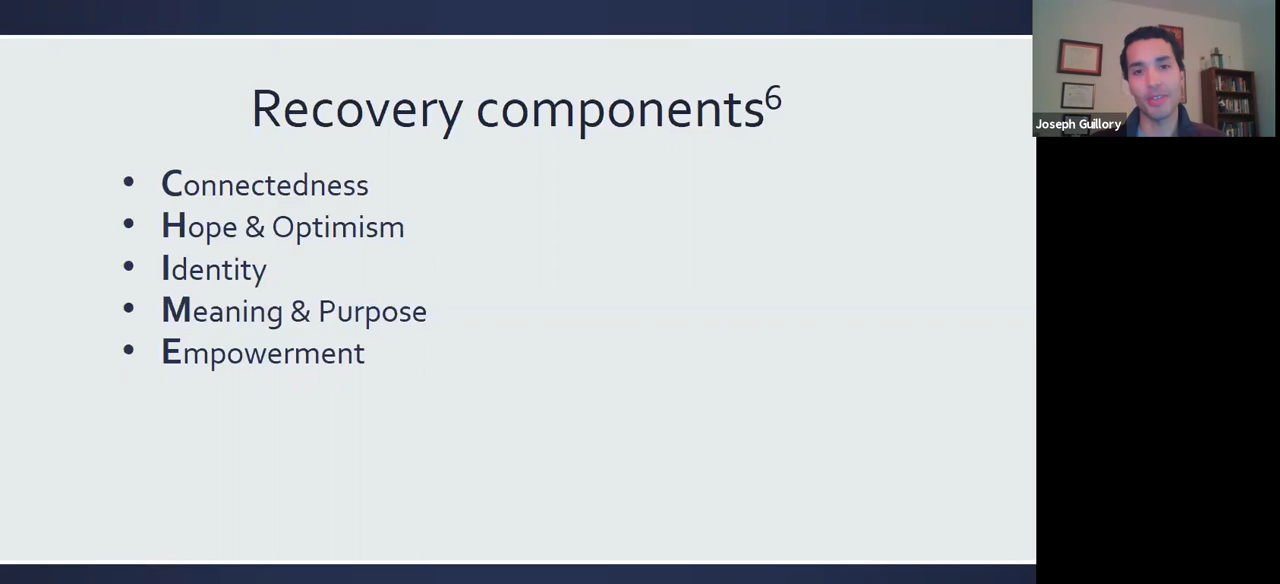 Recovery components⁶
• Connectedness
• Hope & Optimism
• Identity
• Meaning & Purpose
• Empowerment
Joseph Guillory